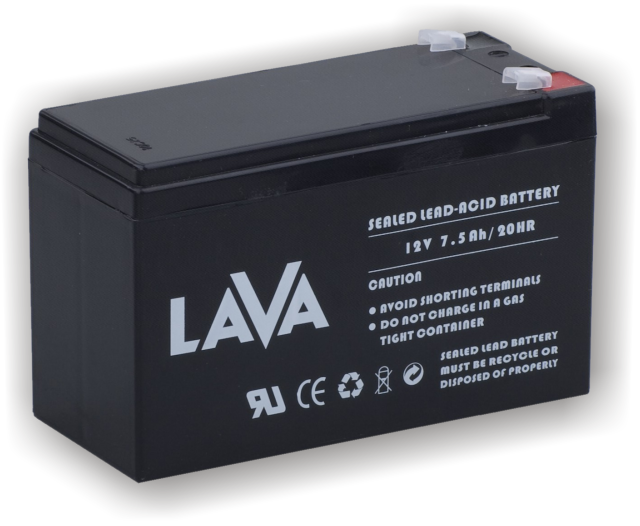 SEALED LEAD-ACID BATTERY
12V 7.5Ah/20HR
CAUTION
• AVOID SHORTING TERMINALS
• DO NOT CHARGE IN A GAS
TIGHT CONTAINER
LAVA
SEALED LEAD BATTERY
MUST BE RECYCLE OR
DISPOSED OF PROPERLY
RU CE